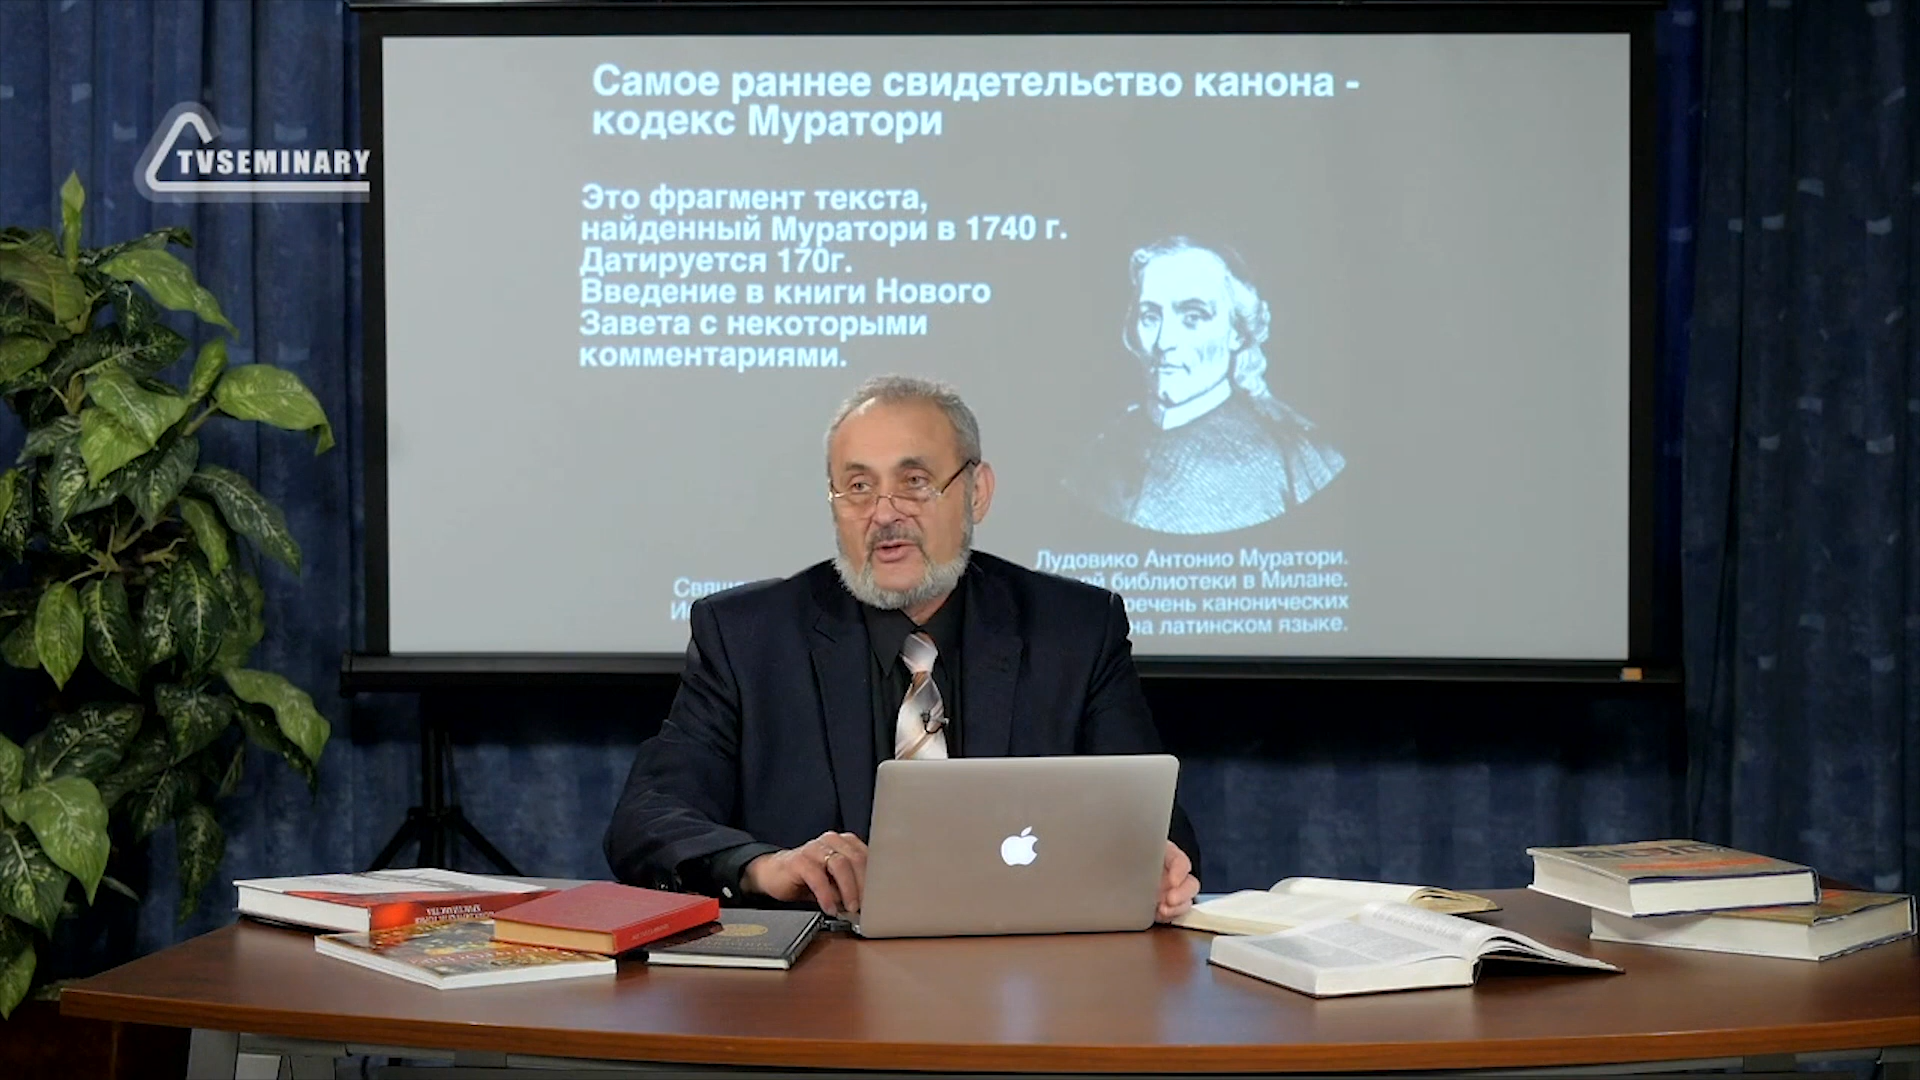 Самое раннее свидетельство канона -
кодекс Муратори
TVSEMINARY
Это фрагмент текста,
найденный Муратори в 1740 г.
Датируется 170г.
Введение в книги Нового
Завета с некоторыми
комментариями.
Лудовико Антонио Муратори.
библиотеки в Милане.
канонических
на латинском языке.